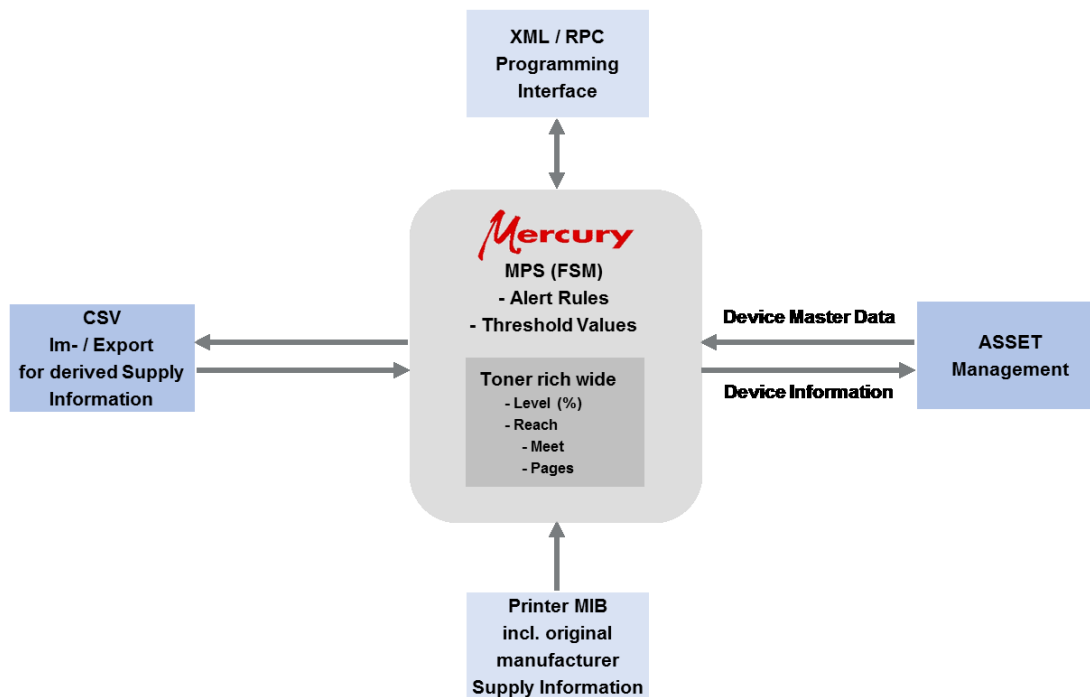 XML / RPC
Programming
Interface
Mercury
MPS (FSM)
- Alert Rules
- Threshold Values
Toner rich wide
- Level (%)
- Reach
- Meet
- Pages
CSV
Im- / Export
for derived Supply
Information
Device Master Data
Device Information
ASSET
Management
Printer MIB
incl. original
manufacturer
Supply Information